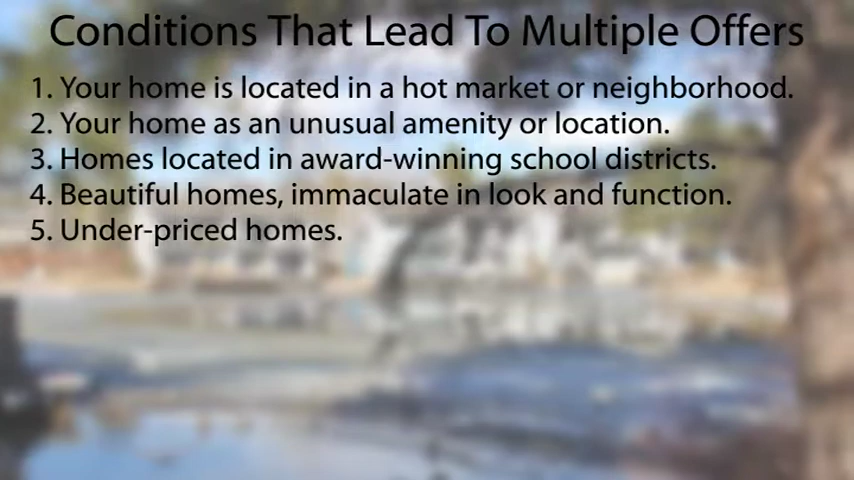 Conditions That Lead To Multiple Offers
1. Your home is located in a hot market or neighborhood.
2. Your home as an unusual amenity or location.
3. Homes located in award-winning school districts.
4. Beautiful homes, immaculate in look and function.
5. Under-priced homes.